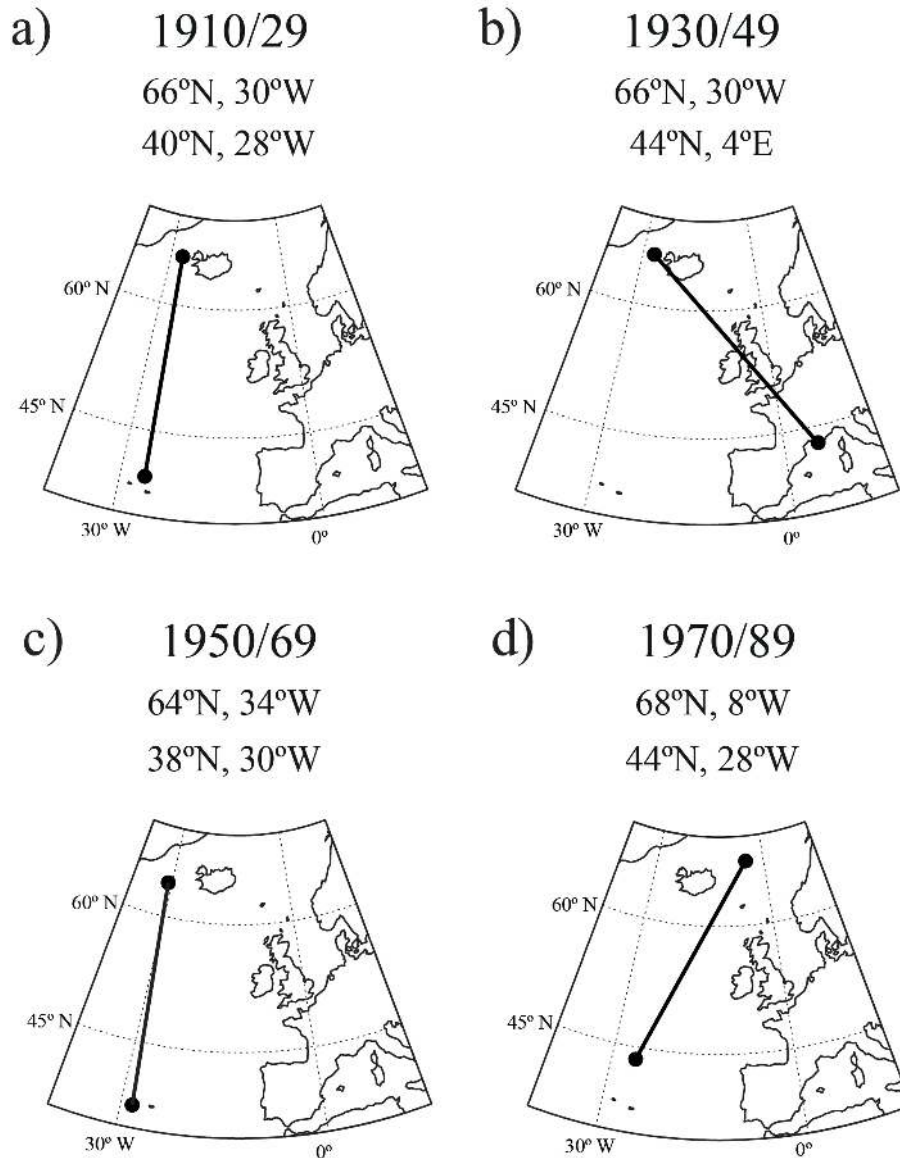 a) 1910/29
66ºN, 30ºW
40ºN, 28ºW
60º N
45º N
30º W
0º
b) 1930/49
66ºN, 30ºW
44ºN, 4ºE
60º N
45º N
30º W
0º
c) 1950/69
64ºN, 34ºW
38ºN, 30ºW
60º N
45º N
30º W
0º
d) 1970/89
68ºN, 8ºW
44ºN, 28ºW
60º N
45º N
30º W
0º